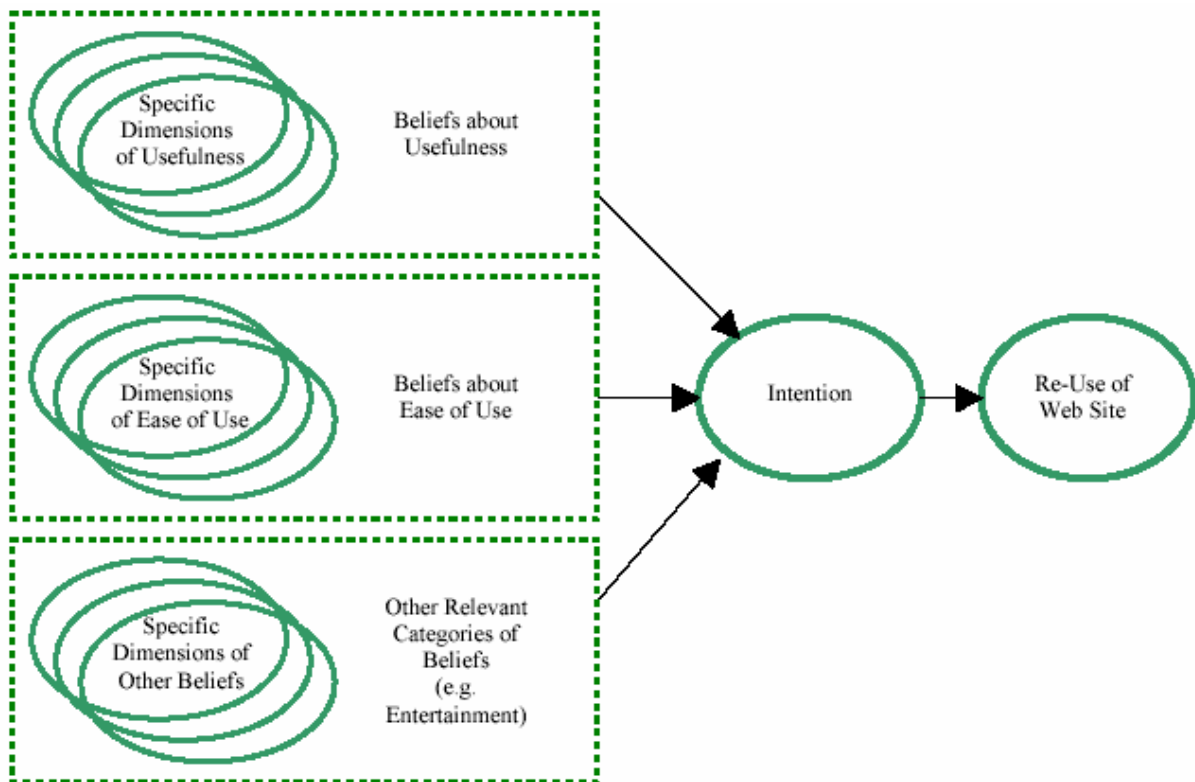 Specific
Dimensions
of Usefulness
Beliefs about
Usefulness
Specific
Dimensions
of Ease of Use
Beliefs about
Ease of Use
Intention
Re-Use of
Web Site
Specific
Dimensions of
Other Beliefs
Other Relevant
Categories of
Beliefs
(e.g.
Entertainment)